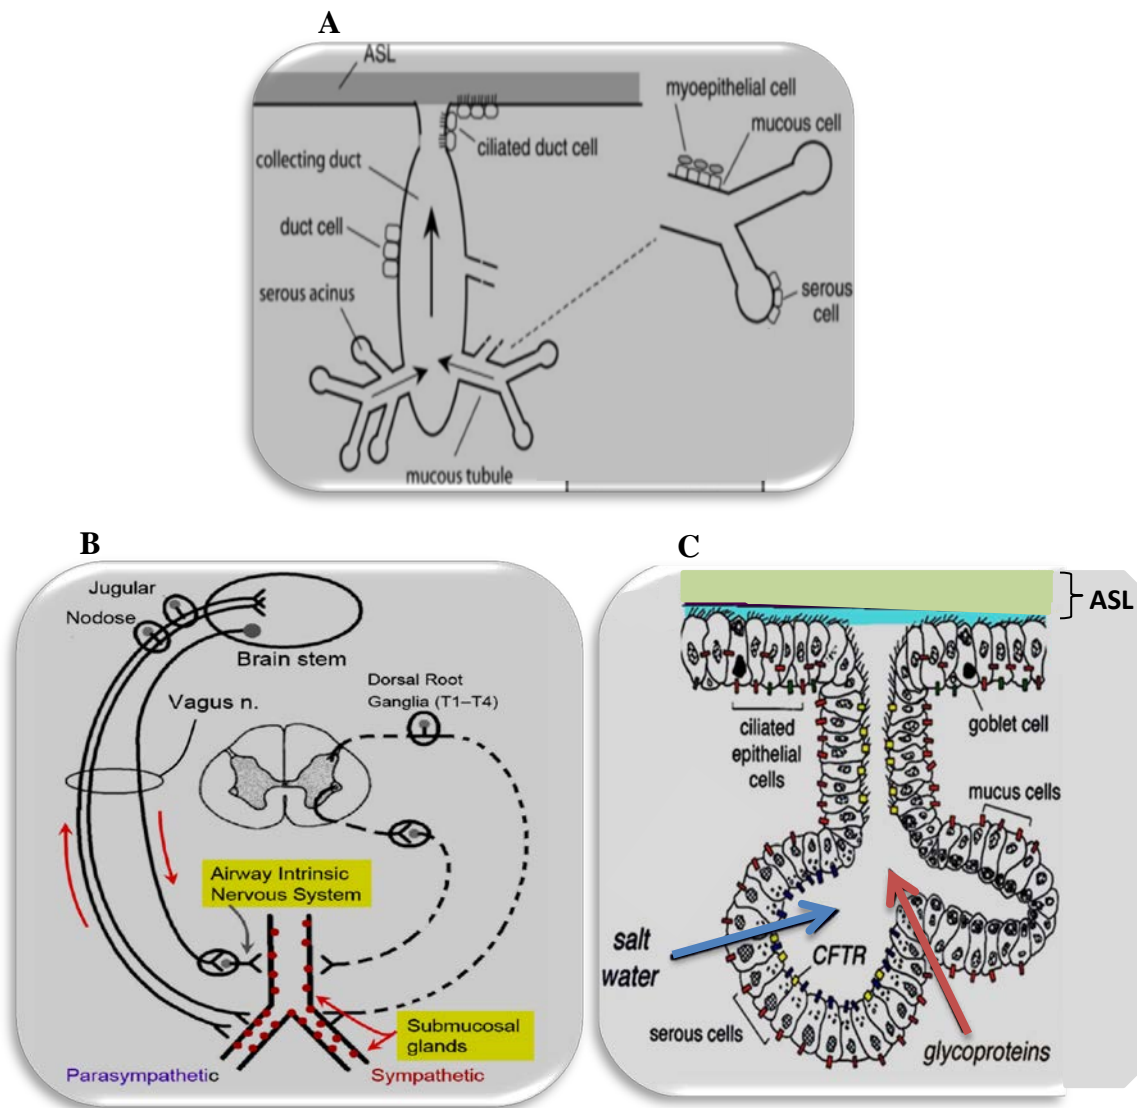 A
ASL
myoepithelial cell
mucous cell
ciliated duct cell
collecting duct
duct cell
serous acinus
serous
cell
mucous tubule
B
Jugular
Nodose
Brain stem
Vagus n.
Dorsal Root
Ganglia (T1–T4)
Airway Intrinsic
Nervous System
Submucosal
glands
Parasympathetic
Sympathetic
C
ASL
ciliated
epithelial
cells
goblet cell
mucus cells
salt
water
CFTR
serous cells
glycoproteins